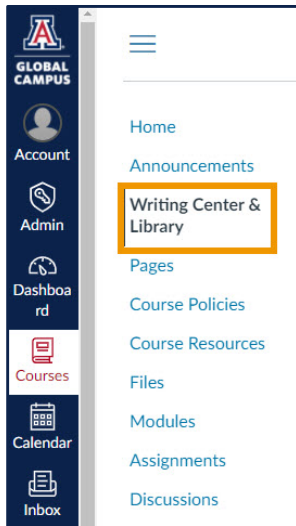 GLOBAL
CAMPUS
Account
Admin
Dashboa
rd
Courses
Calendar
Inbox
Home
Announcements
Writing Center &
Library
Pages
Course Policies
Course Resources
Files
Modules
Assignments
Discussions